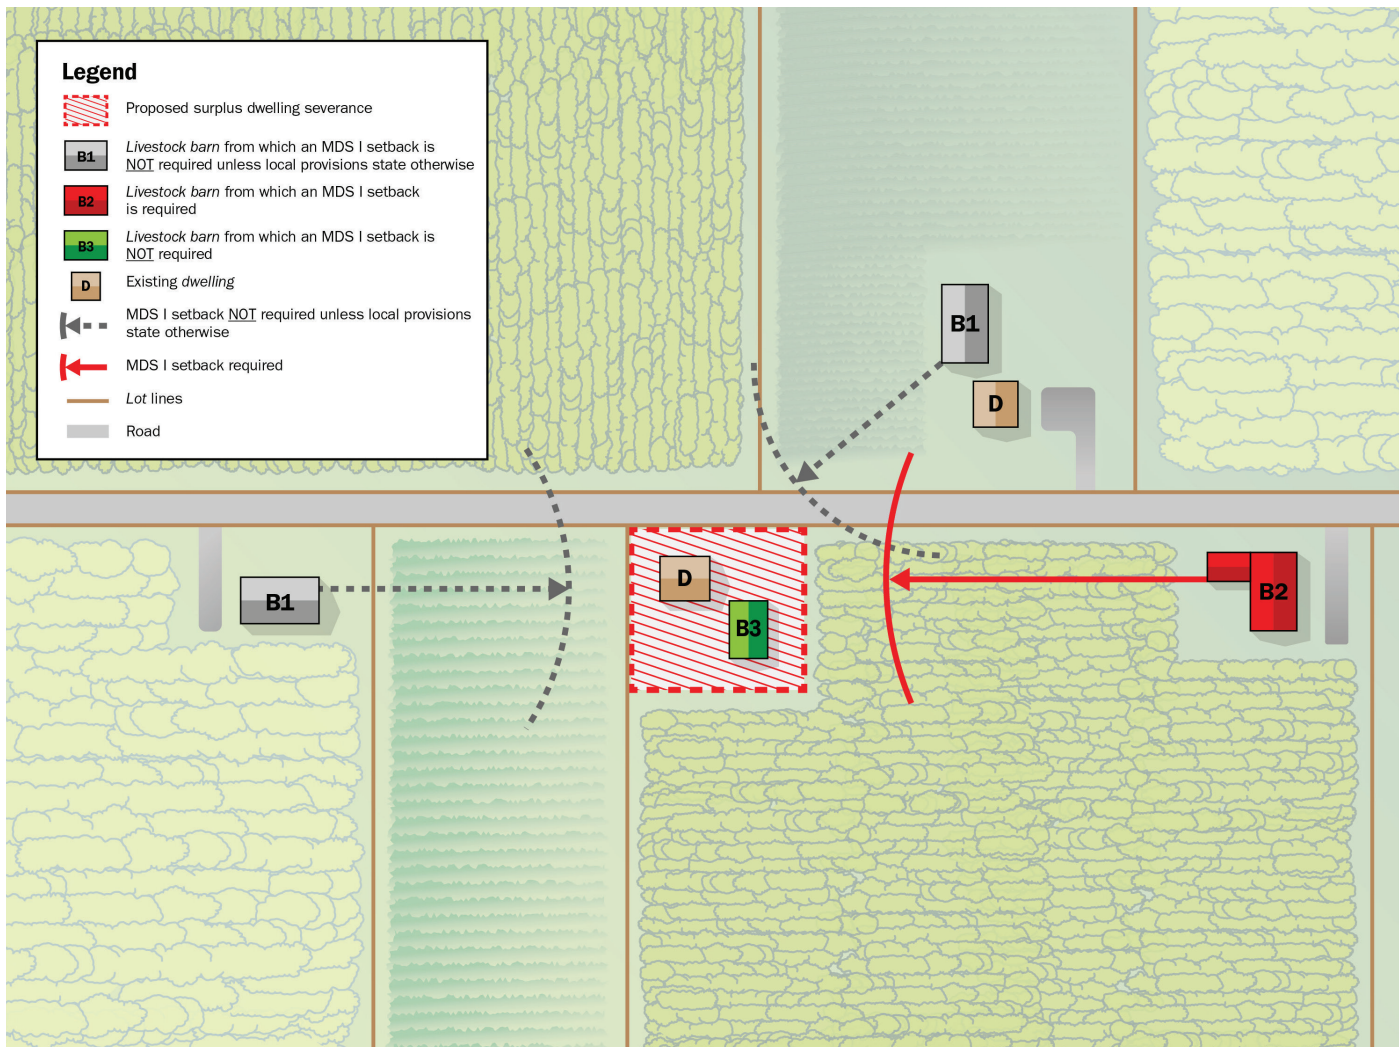 Legend
Proposed surplus dwelling severance
B1
Livestock barn from which an MDS I setback is
NOT required unless local provisions state otherwise
B2
Livestock barn from which an MDS I setback
is required
B3
Livestock barn from which an MDS I setback is
NOT required
D
Existing dwelling
MDS I setback NOT required unless local provisions
state otherwise
MDS I setback required
Lot lines
Road
B1
D
B1
D
B3
B2